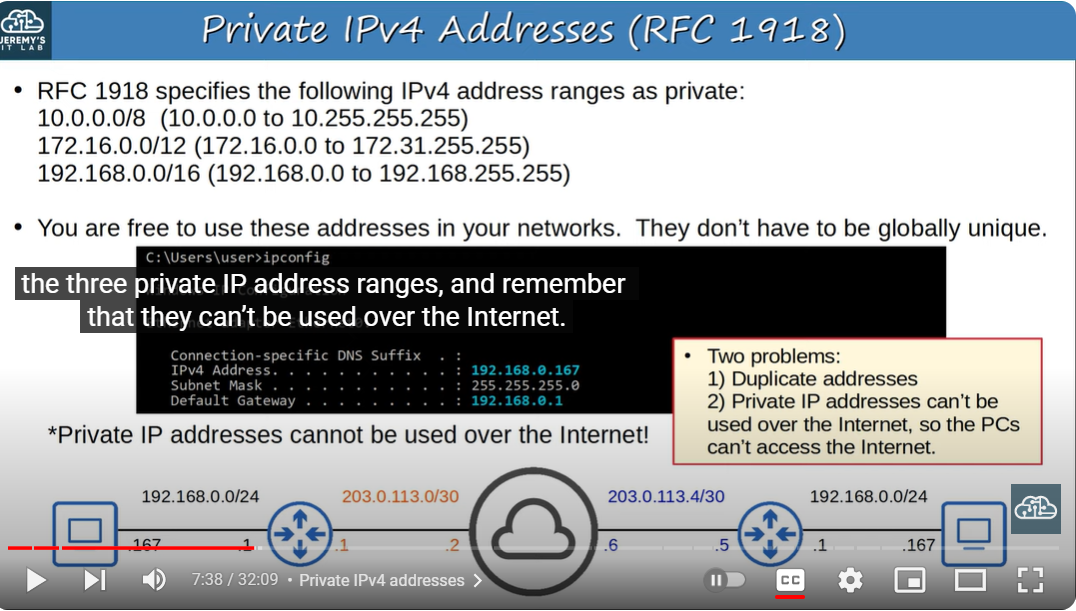 JEREMY'S
IT LAB
Private IPv4 Addresses (RFC 1918)
• RFC 1918 specifies the following IPv4 address ranges as private:
10.0.0.0/8 (10.0.0.0 to 10.255.255.255)
172.16.0.0/12 (172.16.0.0 to 172.31.255.255)
192.168.0.0/16 (192.168.0.0 to 192.168.255.255)
• You are free to use these addresses in your networks. They don't have to be globally unique.
C:\Users\user>ipconfig
the three private IP address ranges, and remember
that they can't be used over the Internet.
Connection-specific DNS Suffix . :
IPv4 Address. . . . . . . . . . . : 192.168.0.167
Subnet Mask . . . . . . . . . . . : 255.255.255.0
Default Gateway . . . . . . . . . : 192.168.0.1
• Two problems:
1) Duplicate addresses
2) Private IP addresses can't be
used over the Internet, so the PCs
can't access the Internet.
*Private IP addresses cannot be used over the Internet!
192.168.0.0/24 203.0.113.0/30 203.0.113.4/30 192.168.0.0/24
.167 .1 .1 .2 .6 .5 .1 .167
7:38 / 32:09 • Private IPv4 addresses
CC